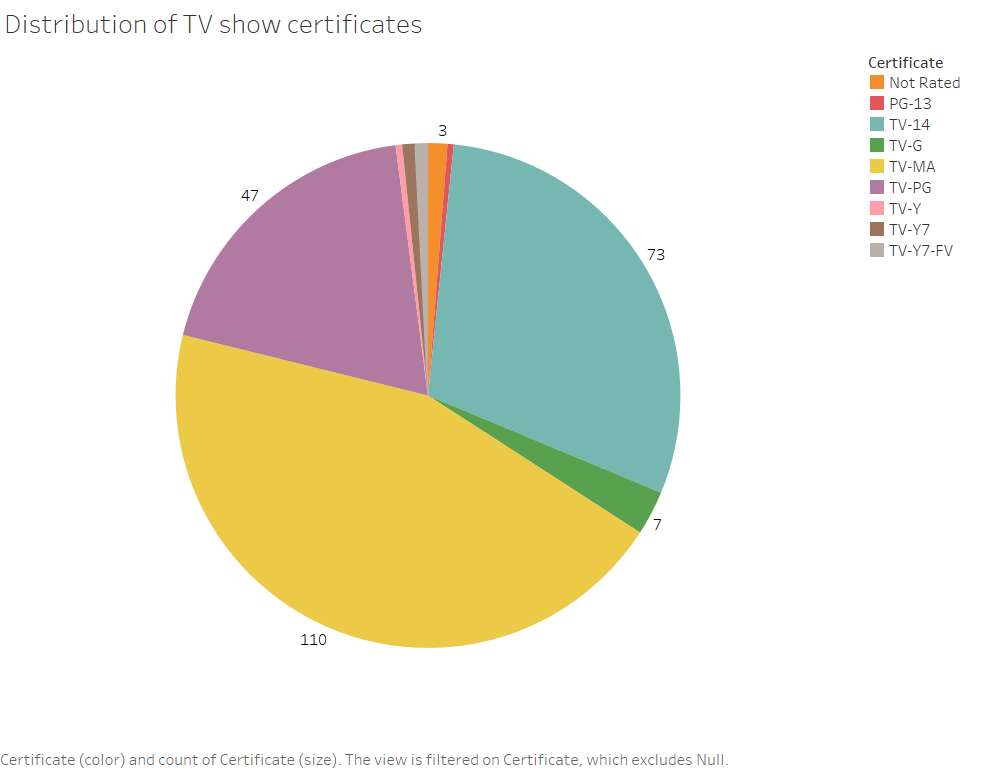 Distribution of TV show certificates
Certificate
Not Rated
PG-13
TV-14
TV-G
TV-MA
TV-PG
TV-Y
TV-Y7
TV-Y7-FV
3
47
73
7
110
Certificate (color) and count of Certificate (size). The view is filtered on Certificate, which excludes Null.